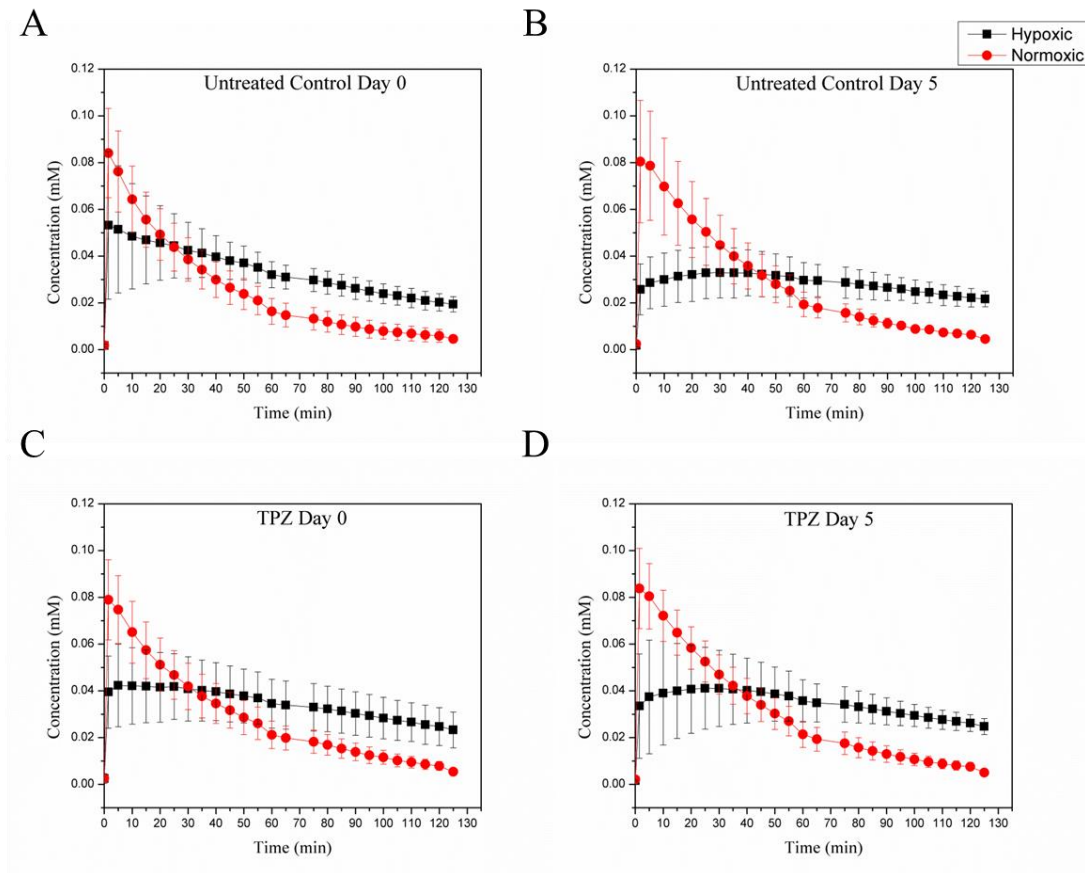 A
B
Hypoxic
Normoxic
Untreated Control Day 0
Untreated Control Day 5
0.12
0.10
0.08
0.06
0.04
0.02
0.00
Concentration (mM)
0 10 20 30 40 50 60 70 80 90 100 110 120 130
Time (min)
0.12
0.10
0.08
0.06
0.04
0.02
0.00
Concentration (mM)
0 10 20 30 40 50 60 70 80 90 100 110 120 130
Time (min)
C
D
TPZ Day 0
TPZ Day 5
0.12
0.10
0.08
0.06
0.04
0.02
0.00
Concentration (mM)
0 10 20 30 40 50 60 70 80 90 100 110 120 130
Time (min)
0.12
0.10
0.08
0.06
0.04
0.02
0.00
Concentration (mM)
0 10 20 30 40 50 60 70 80 90 100 110 120 130
Time (min)